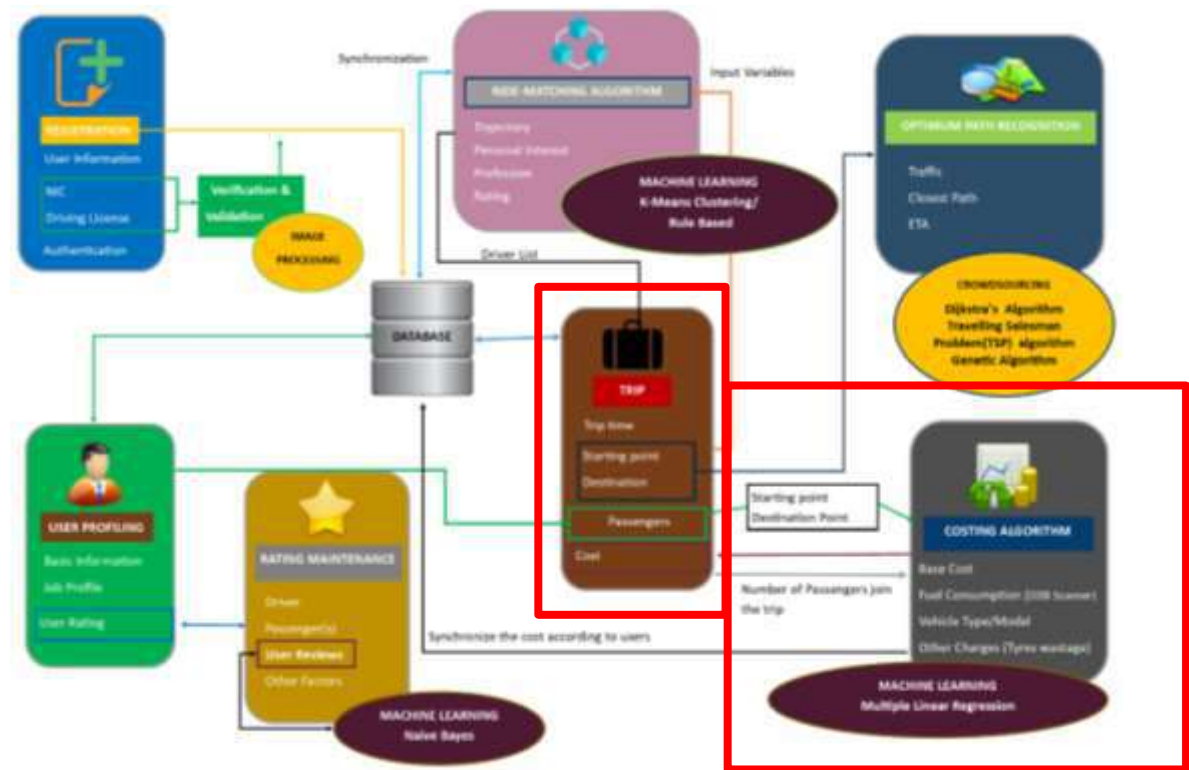 REGISTRATION
User Information
NIC
Driving License
Authentication
Verification &
Validation
IMAGE
PROCESSING
Synchronization
RIDE-MATCHING ALGORITHM
Trajectory
Personal Interest
Profession
Rating
MACHINE LEARNING
K-Means Clustering/
Rule Based
Input Variables
OPTIMUM PATH RECOGNITION
Traffic
Closest Path
ETA
CROWDSOURCING
Dijkstra's Algorithm
Travelling Salesman
Problem(TSP) algorithm
Genetic Algorithm
Driver List
DATABASE
TRIP
Trip time
Starting point
Destination
Passengers
Cost
USER PROFILING
Basic Information
Job Profile
User Rating
RATING MAINTENANCE
Driver
Passenger(s)
User Reviews
Other Factors
MACHINE LEARNING
Naive Bayes
Starting point
Destination Point
Number of Passengers join
the trip
Synchronize the cost according to users
COSTING ALGORITHM
Base Cost
Fuel Consumption (ODB Scanner)
Vehicle Type/Model
Other Charges (Tyres wastage)
MACHINE LEARNING
Multiple Linear Regression